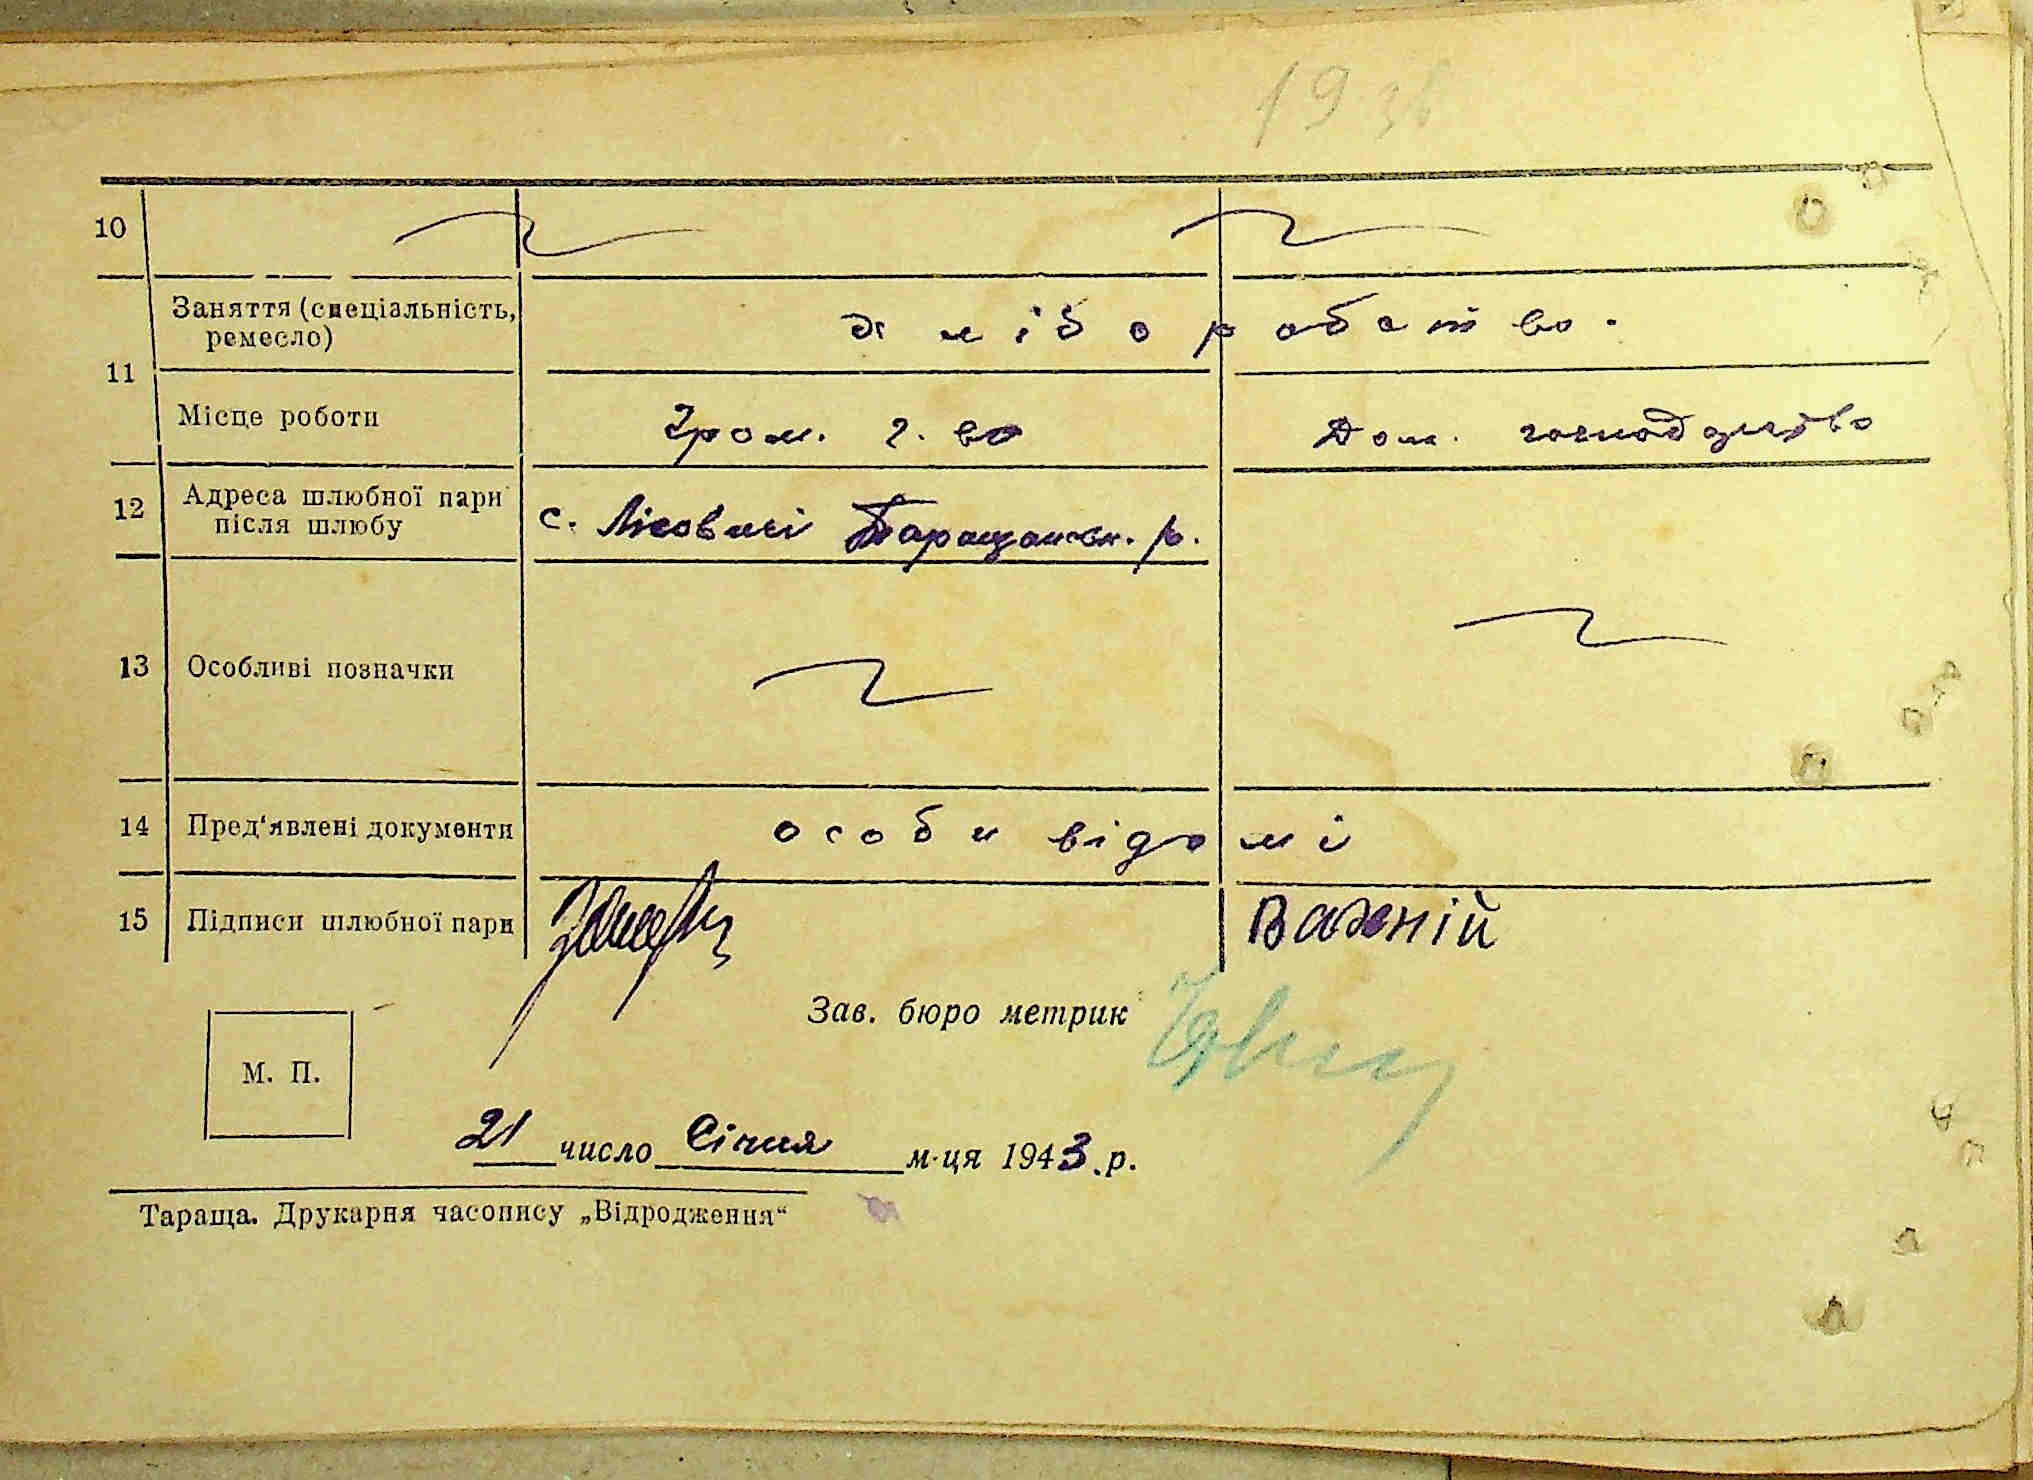 10
11 Заняття (спеціальність, ремесло) хліборобство.
Місце роботи Гром. г. во Дом. господарство
12 Адреса шлюбної пари після шлюбу с. Лісовичі Таращанськ. р.
13 Особливі позначки
14 Пред'явлені документи особи відомі
15 Підписи шлюбної пари Важній
Зав. бюро метрик
М. П.
21 число Січня м-ця 1943.р.
Тараща. Друкарня часопису „Відродження“